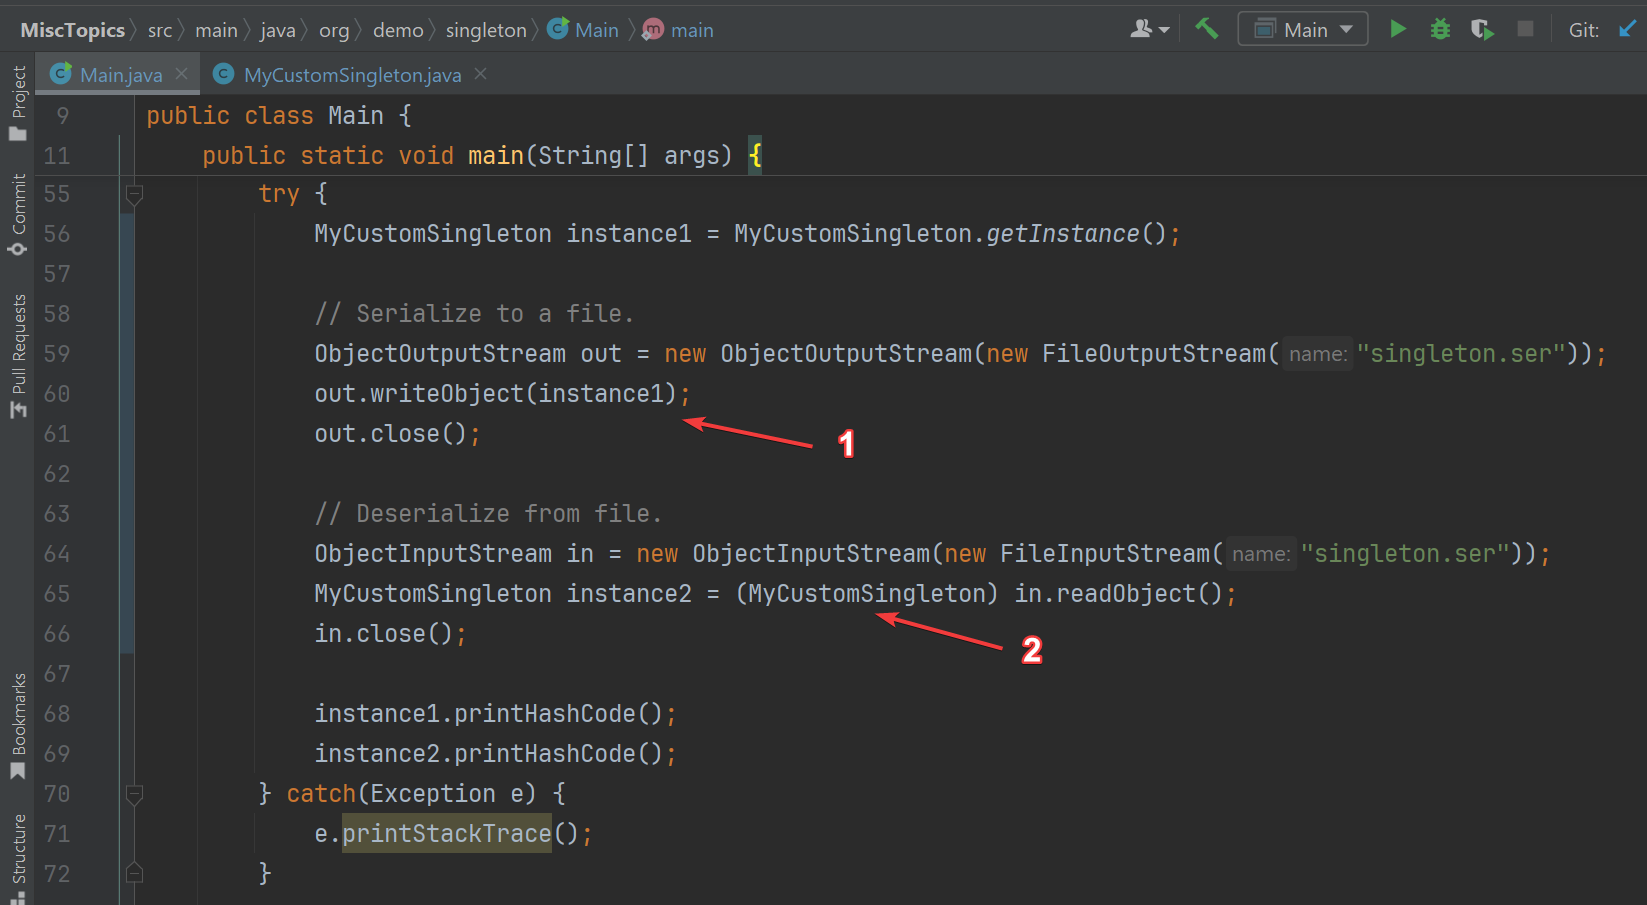 MiscTopics src main java org demo singleton Main main Main Git:
Main.java MyCustomSingleton.java
Project
Commit
Pull Requests
Bookmarks
Structure
9 public class Main {
11 public static void main(String[] args) {
55 try {
56 MyCustomSingleton instance1 = MyCustomSingleton.getInstance();
57
58 // Serialize to a file.
59 ObjectOutputStream out = new ObjectOutputStream(new FileOutputStream( name: "singleton.ser"));
60 out.writeObject(instance1);
61 out.close();
1
62
63 // Deserialize from file.
64 ObjectInputStream in = new ObjectInputStream(new FileInputStream( name: "singleton.ser"));
65 MyCustomSingleton instance2 = (MyCustomSingleton) in.readObject();
66 in.close();
2
67
68 instance1.printHashCode();
69 instance2.printHashCode();
70 } catch(Exception e) {
71 e.printStackTrace();
72 }